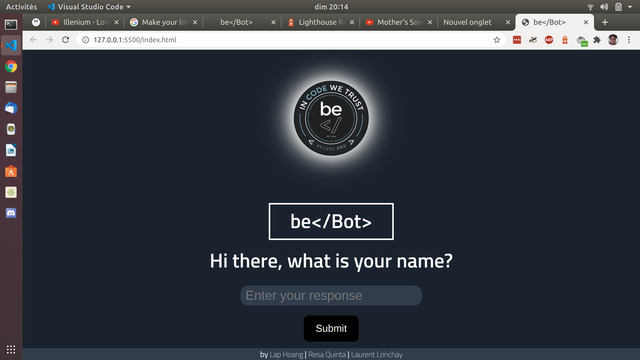 Activités
Visual Studio Code
dim 20:14
Illenium - Lon
Make your lin
be</Bot>
Lighthouse R
Mother's Son
Nouvel onglet
be</Bot>
127.0.0.1:5500/index.html
IN CODE WE TRUST
be
</
BECODE.ORG
be</Bot>
Hi there, what is your name?
Enter your response
Submit
by Lap Hoang | Resa Quinta | Laurent Lonchay